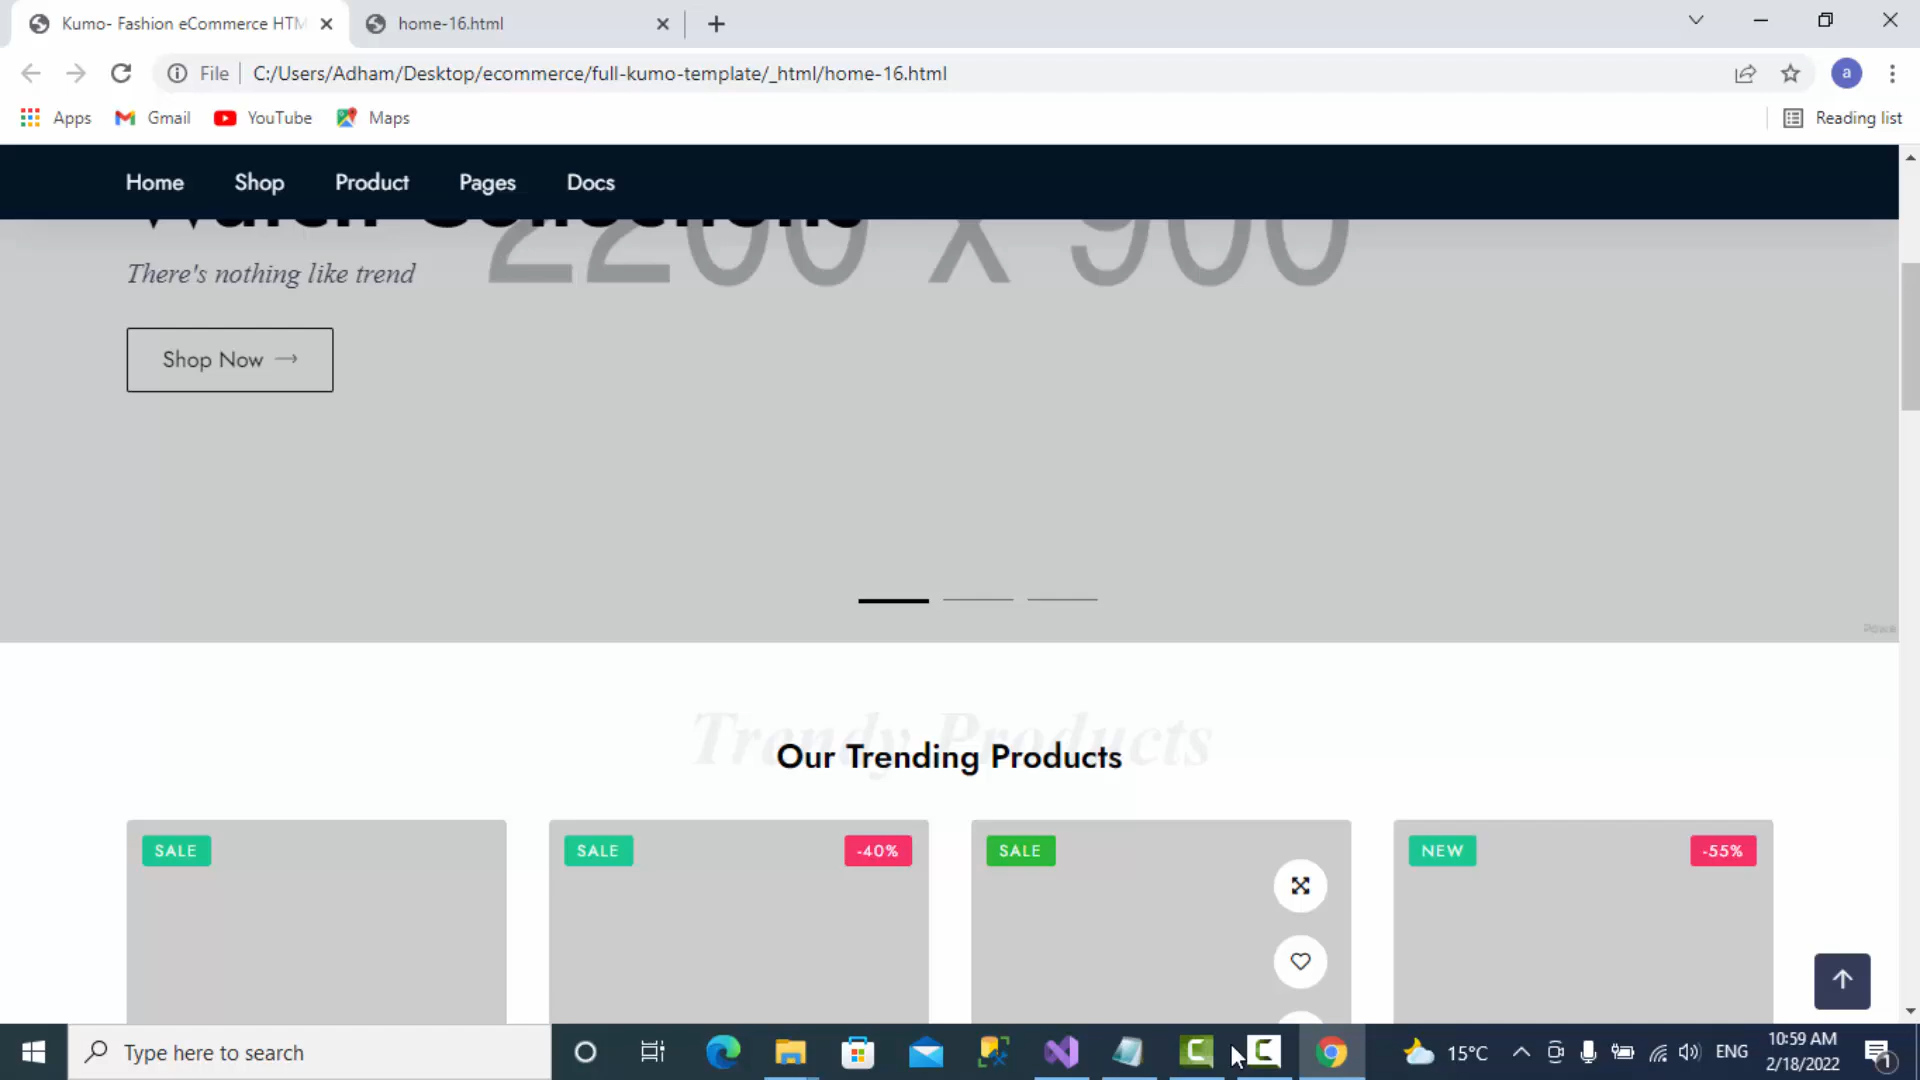 Kumo- Fashion eCommerce HTM
home-16.html
File
C:/Users/Adham/Desktop/ecommerce/full-kumo-template/_html/home-16.html
a
Apps
Gmail
YouTube
Maps
Reading list
Home
Shop
Product
Pages
Docs
2200 x 900
There's nothing like trend
Shop Now
Trendy Products
Our Trending Products
SALE
SALE
-40%
SALE
NEW
-55%
Type here to search
15°C
ENG
10:59 AM
2/18/2022
1